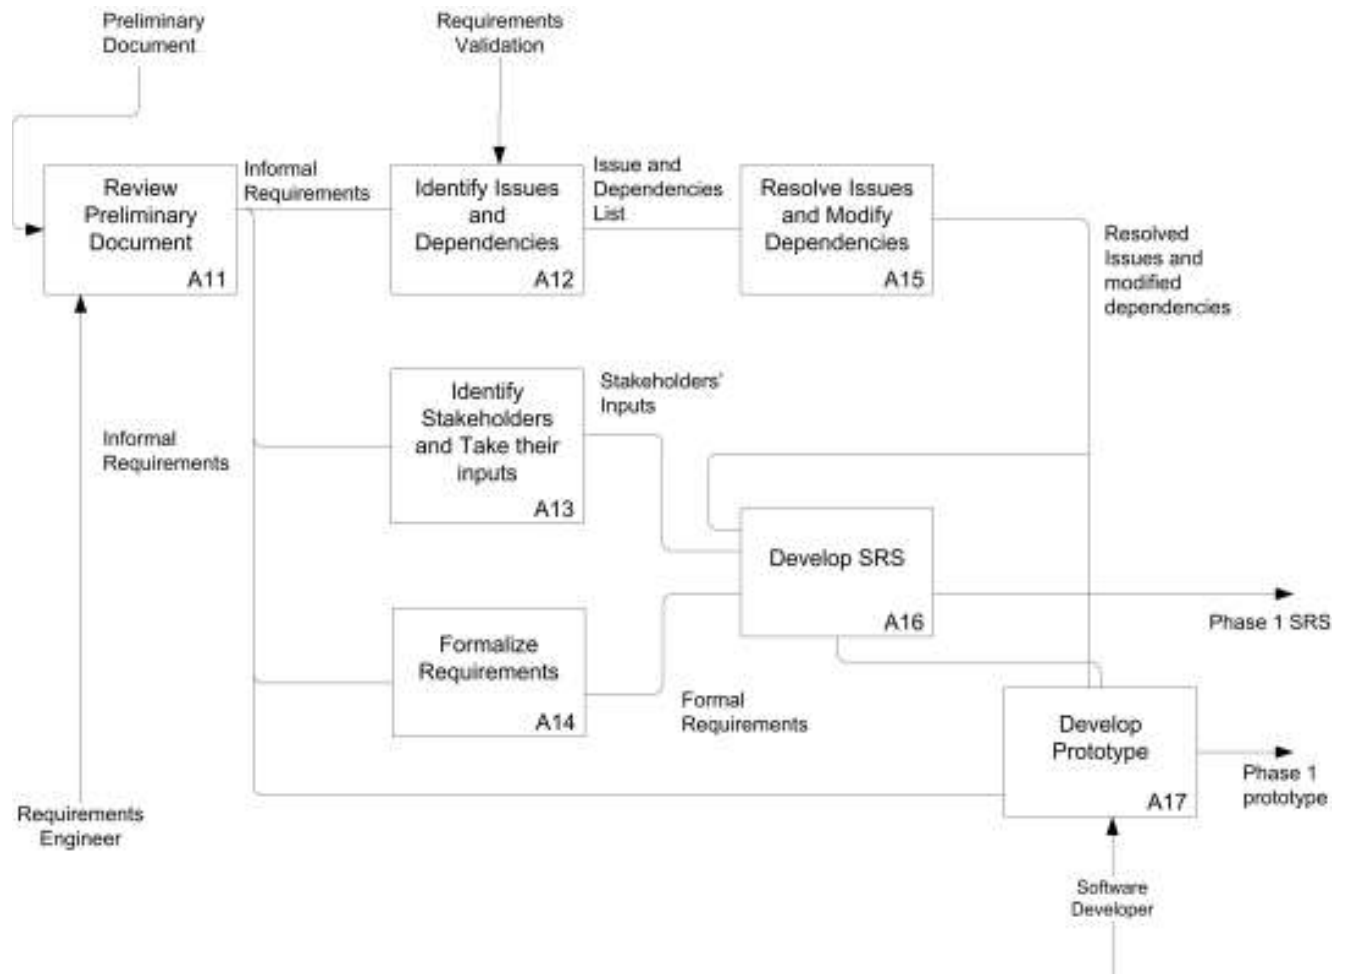 Preliminary
Document
Requirements
Validation
Review
Preliminary
Document
A11
Informal
Requirements
Identify Issues
and
Dependencies
A12
Issue and
Dependencies
List
Resolve Issues
and Modify
Dependencies
A15
Resolved
Issues and
modified
dependencies
Informal
Requirements
Identify
Stakeholders
and Take their
inputs
A13
Stakeholders'
Inputs
Develop SRS
A16
Phase 1 SRS
Formalize
Requirements
A14
Formal
Requirements
Develop
Prototype
A17
Phase 1
prototype
Requirements
Engineer
Software
Developer